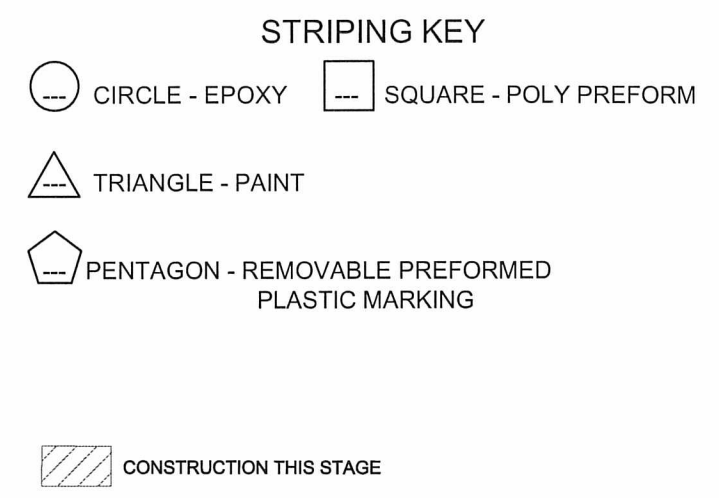 STRIPING KEY
--- CIRCLE - EPOXY --- SQUARE - POLY PREFORM
--- TRIANGLE - PAINT
--- PENTAGON - REMOVABLE PREFORMED
PLASTIC MARKING
CONSTRUCTION THIS STAGE